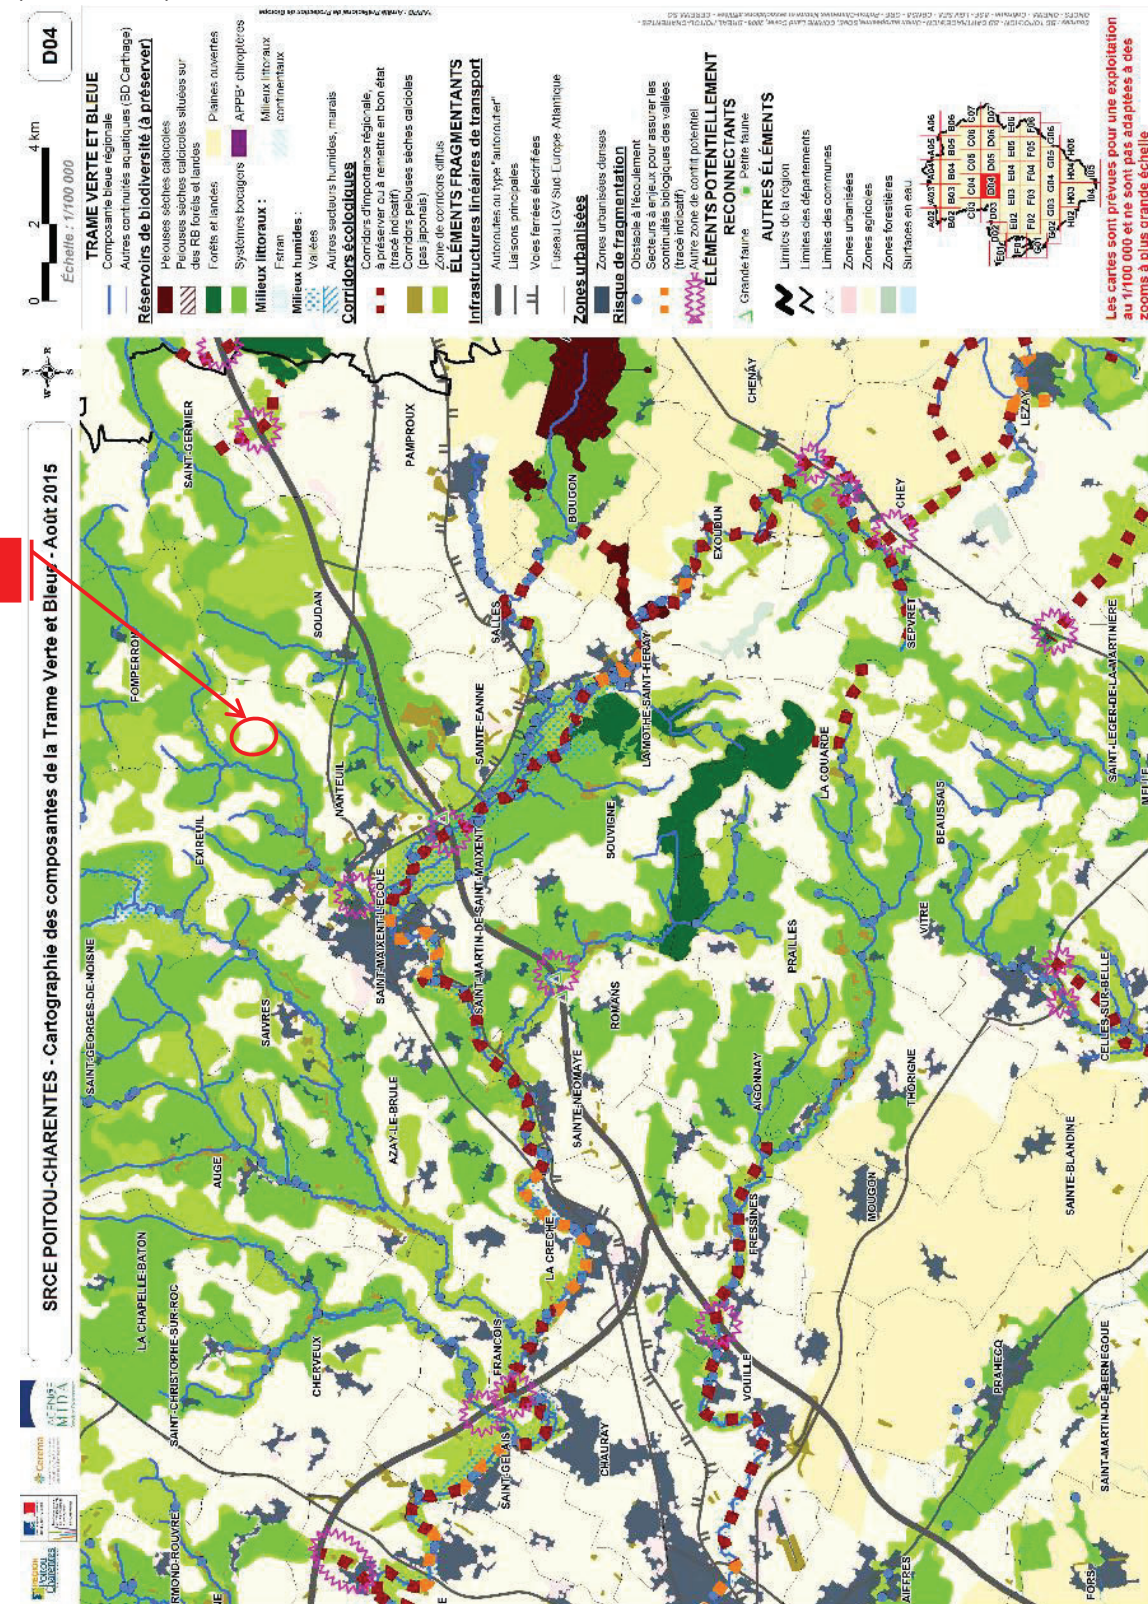 SRCE POITOU-CHARENTES - Cartographie des composantes de la Trame Verte et Bleue - Août 2015
D04
0 2 4 km
Échelle : 1/100 000
TRAME VERTE ET BLEUE
Composante bleue régionale
Autres continuités aquatiques (BD Carthage)
Réservoirs de biodiversité (à préserver)
Pelouses sèches calcicoles
Pelouses sèches calcicoles situées sur
des RB forêts et landes
Forêts et landes
Plaines ouvertes
Systèmes bocagers
APPB* chiroptères
Milieux littoraux :
Estran
Milieux littoraux
continentaux
Milieux humides :
Vallées
Autres secteurs humides, marais
Corridors écologiques
Corridors d'importance régionale,
à préserver ou à remettre en bon état
(tracé indicatif)
Corridors pelouses sèches calcicoles
(pas japonais)
Zone de corridors diffus
ÉLÉMENTS FRAGMENTANTS
Infrastructures linéaires de transport
Autoroutes ou type "autoroutier"
Liaisons principales
Voies ferrées électrifiées
Fuseau LGV Sud-Europe Atlantique
Zones urbanisées
Zones urbanisées denses
Risque de fragmentation
Obstacle à l'écoulement
Secteurs à enjeux pour assurer les
continuités biologiques des vallées
(tracé indicatif)
Autre zone de conflit potentiel
ÉLÉMENTS POTENTIELLEMENT
RECONNECTANTS
Grande faune
Petite faune
AUTRES ÉLÉMENTS
Limites de la région
Limites des départements
Limites des communes
Zones urbanisées
Zones agricoles
Zones forestières
Surfaces en eau
Les cartes sont prévues pour une exploitation
au 1/100 000 et ne sont pas adaptées à des
zones à plus grande échelle
SAINT-GERMIER
FOMPERRON
SOUDAN
PAMPROUX
BOUGON
CHENAY
LEZAY
CHEY
EXOUDUN
SALLES
SEPVRET
SAINT-LEGER-DE-LA-MARTINIERE
MELLE
LAMOTHE-SAINT-HERAY
SAINTE-EANNE
NANTEUIL
EXIREUIL
SAINT-GEORGES-DE-NOISNE
SAIVRES
SAINT-MAIXENT-L'ECOLE
SAINT-MARTIN-DE-SAINT-MAIXENT
SOUVIGNE
LA COUARDE
BEAUSSAIS
VITRE
PRAILLES
ROMANS
CELLES-SUR-BELLE
THORIGNE
AIGONNAY
SAINTE-NEOMAYE
AZAY-LE-BRULE
AUGE
LA CHAPELLE-BATON
SAINT-CHRISTOPHE-SUR-ROC
CHERVEUX
LA CRECHE
FRANCOIS
FRESSINES
MOUGON
SAINTE-BLANDINE
VOUILLE
PRAHECQ
SAINT-MARTIN-DE-BERNEGOUE
CHAURAY
SAINT-GELAIS
AIFFRES
FORS